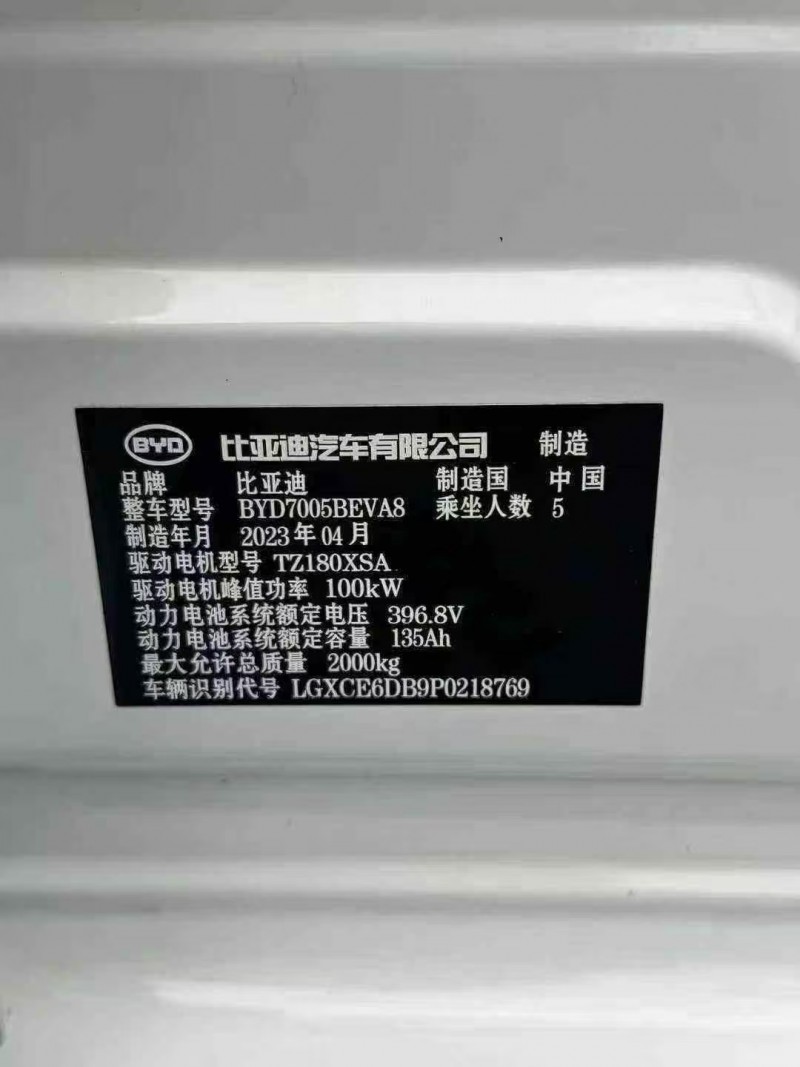 BYD 比亚迪汽车有限公司 制造
品牌 比亚迪 制造国 中国
整车型号 BYD7005BEVA8 乘坐人数 5
制造年月 2023年04月
驱动电机型号 TZ180XSA
驱动电机峰值功率 100kW
动力电池系统额定电压 396.8V
动力电池系统额定容量 135Ah
最大允许总质量 2000kg
车辆识别代号 LGXCE6DB9P0218769